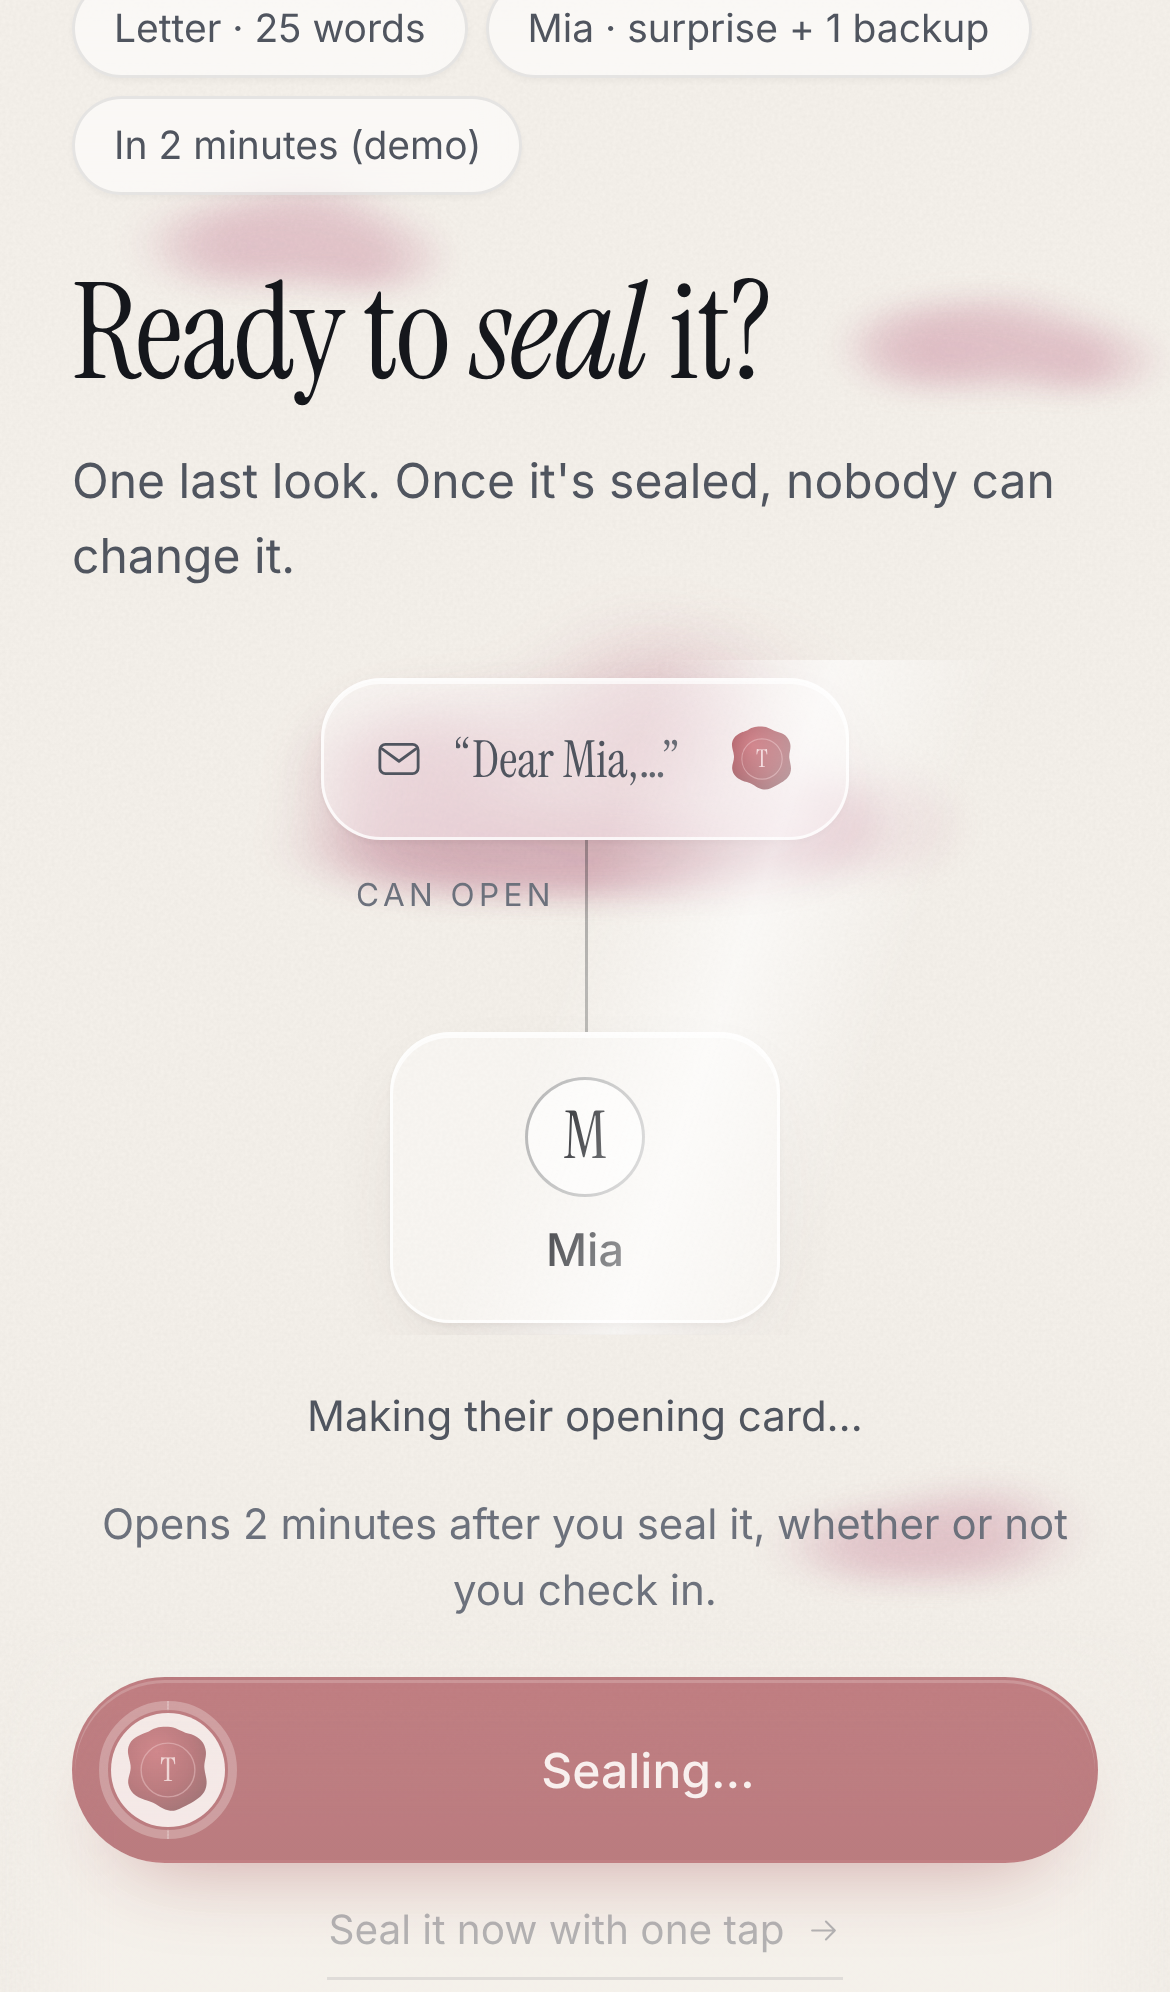 Letter · 25 words
Mia · surprise + 1 backup
In 2 minutes (demo)
Ready to seal it?
One last look. Once it's sealed, nobody can
change it.
“Dear Mia,...”
T
CAN OPEN
M
Mia
Making their opening card...
Opens 2 minutes after you seal it, whether or not
you check in.
T
Sealing...
Seal it now with one tap →